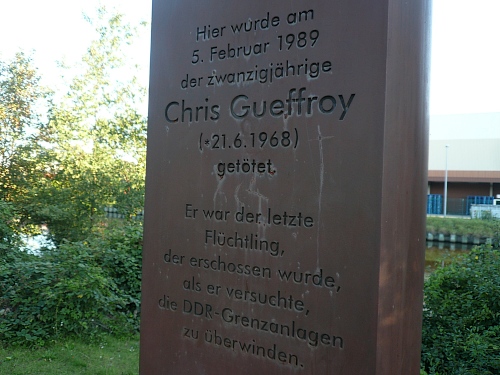 Hier wurde am
5. Februar 1989
der zwanzigjährige
Chris Gueffroy
(*21.6.1968)
getötet.
Er war der letzte
Flüchtling,
der erschossen wurde,
als er versuchte,
die DDR-Grenzanlagen
zu überwinden.